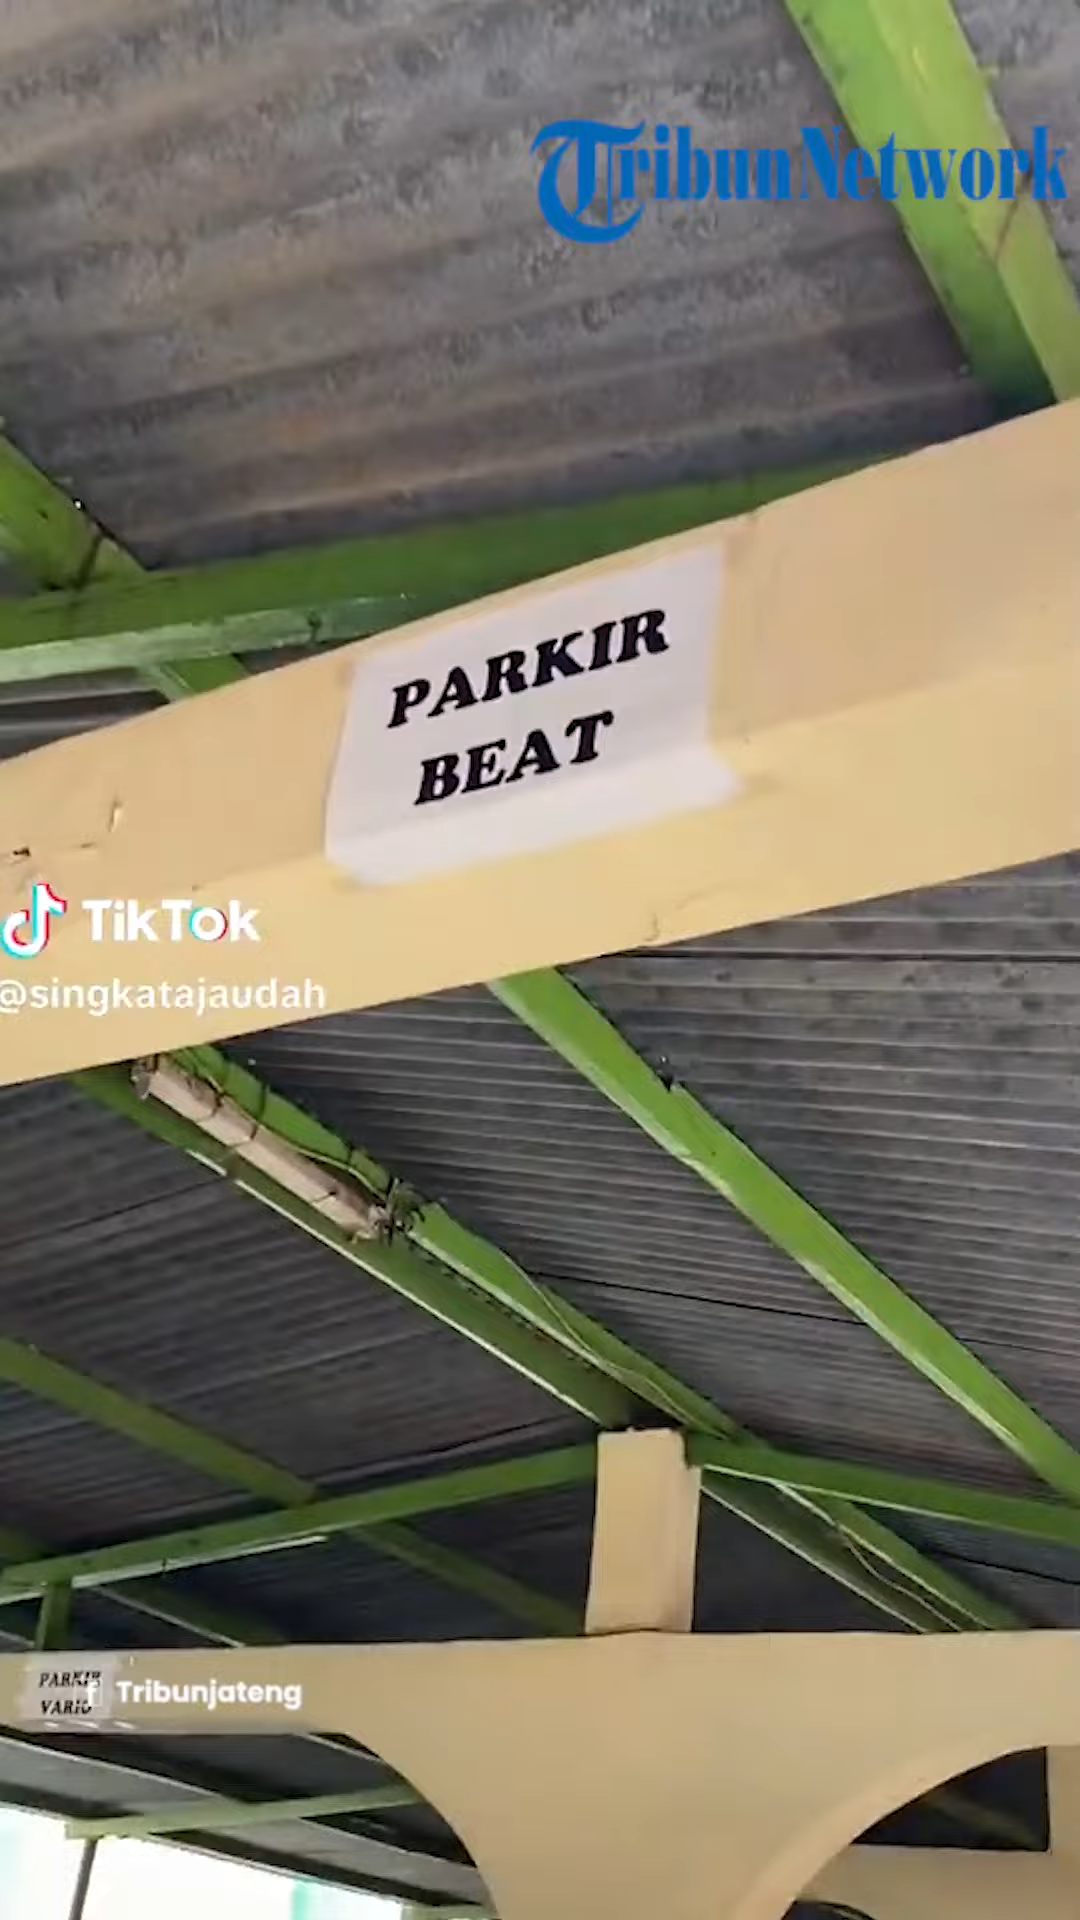 TribunNetwork
PARKIR
BEAT
TikTok
@singkatajaudah
PARKIR
VARIO
Tribunjateng